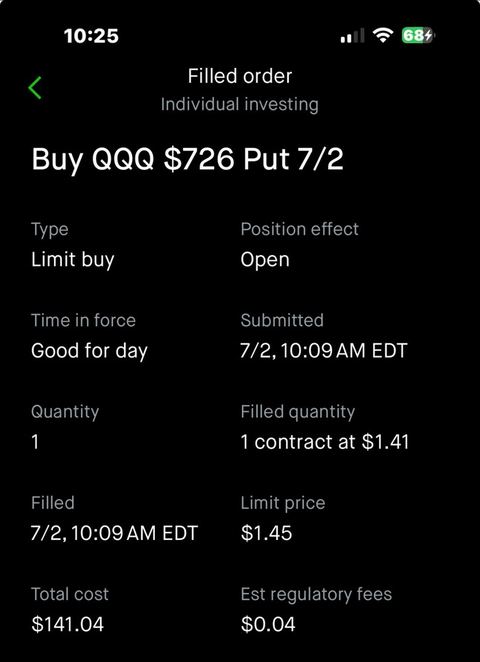 10:25
68
Filled order
Individual investing
Buy QQQ $726 Put 7/2
Type
Position effect
Limit buy
Open
Time in force
Submitted
Good for day
7/2, 10:09 AM EDT
Quantity
Filled quantity
1
1 contract at $1.41
Filled
Limit price
7/2, 10:09 AM EDT
$1.45
Total cost
Est regulatory fees
$141.04
$0.04